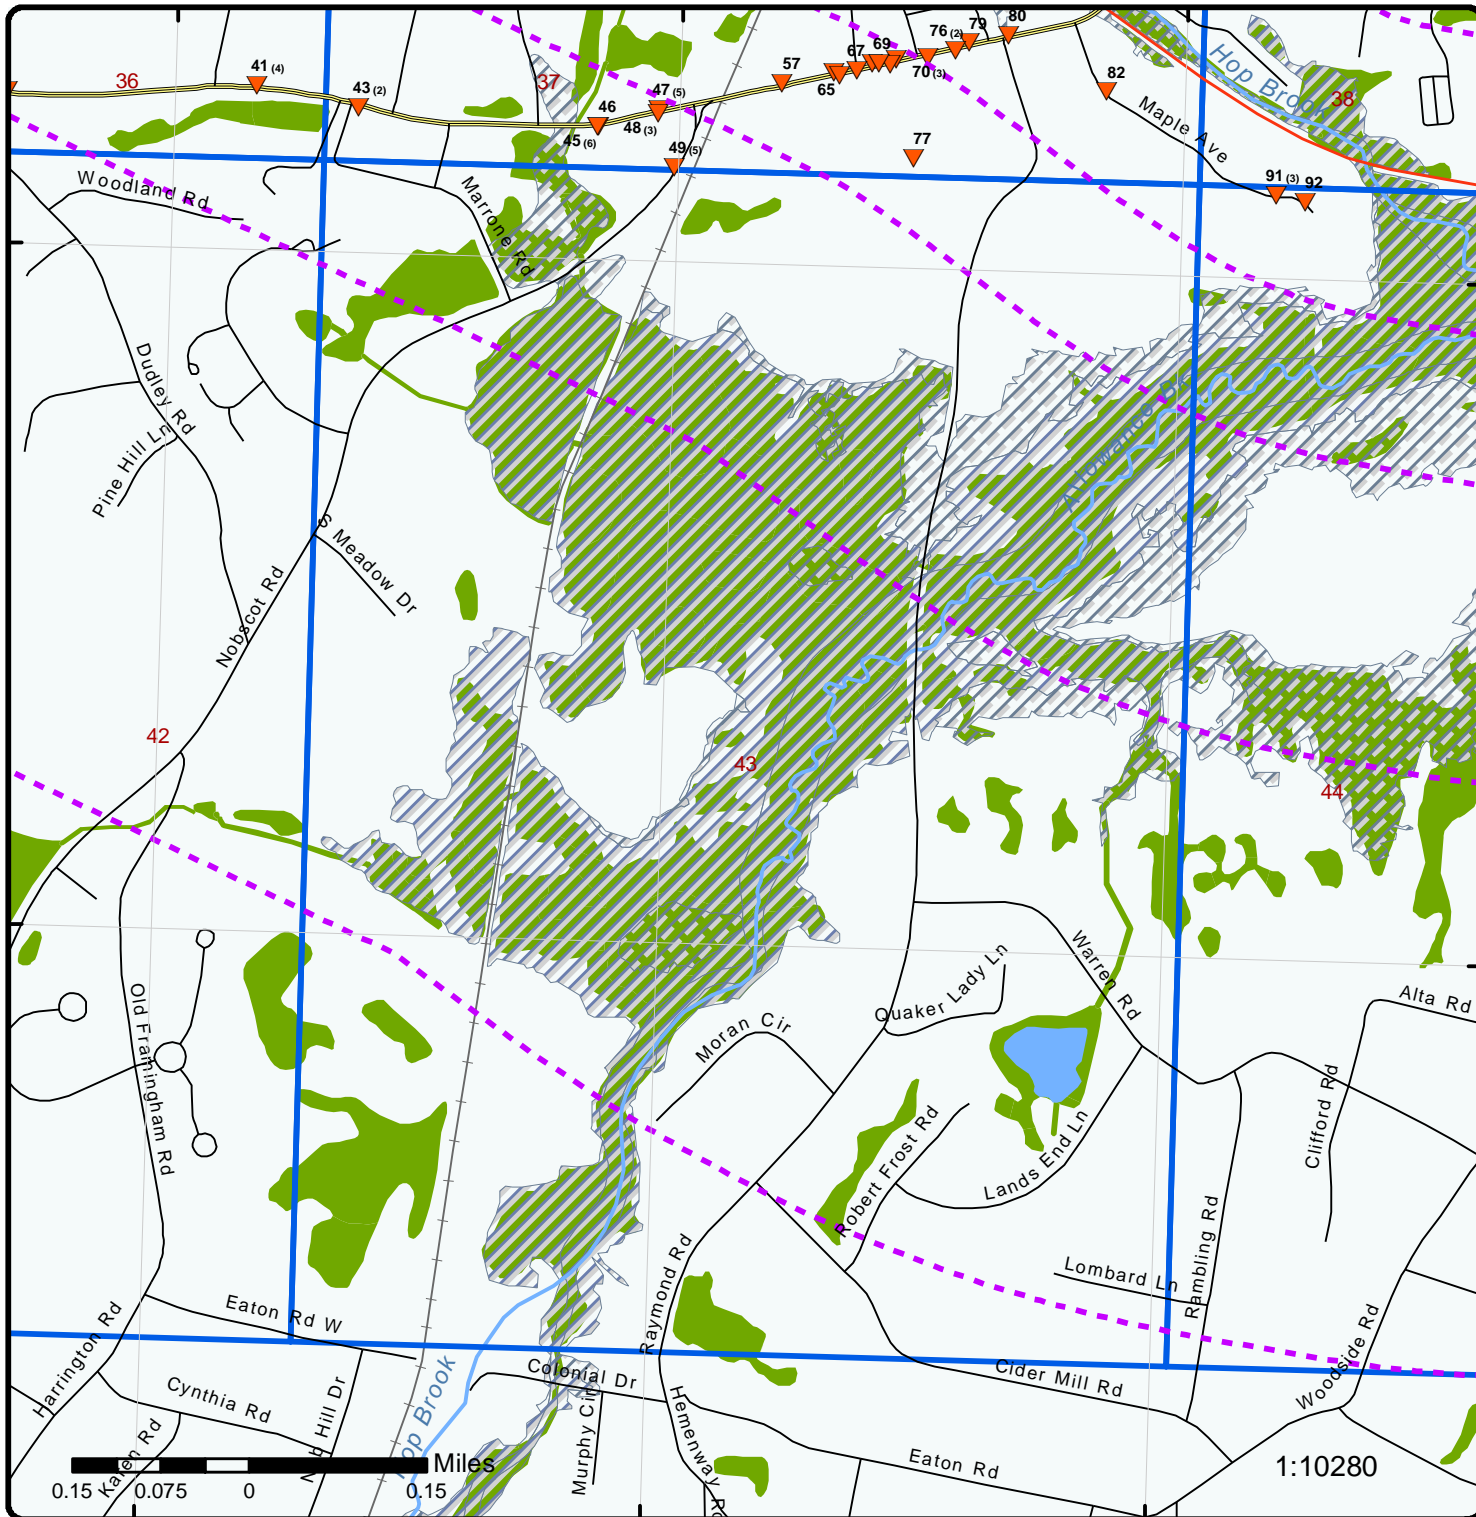 80
79
76 (2)
69
67
70 (3)
41 (4)
36
57
37
65
82
38
Hop Brook
47 (5)
43 (2)
46
48 (3)
45 (6)
Maple Ave
77
49 (5)
91 (3)
92
Woodland Rd
Marrone Rd
Dudley Rd
Pine Hill Ln
Allowance Bk
S Meadow Dr
Nobscot Rd
42
43
44
Old Framingham Rd
Quaker Lady Ln
Warren Rd
Moran Cir
Alta Rd
Clifford Rd
Robert Frost Rd
Lands End Ln
Rambling Rd
Lombard Ln
Raymond Rd
Eaton Rd W
Harrington Rd
Woodside Rd
Colonial Dr
Cider Mill Rd
Cynthia Rd
Hop Brook
Murphy Cir
Hemenway Rd
Karen Rd
Eaton Rd
Miles
0.15
0.075
0
0.15
1:10280